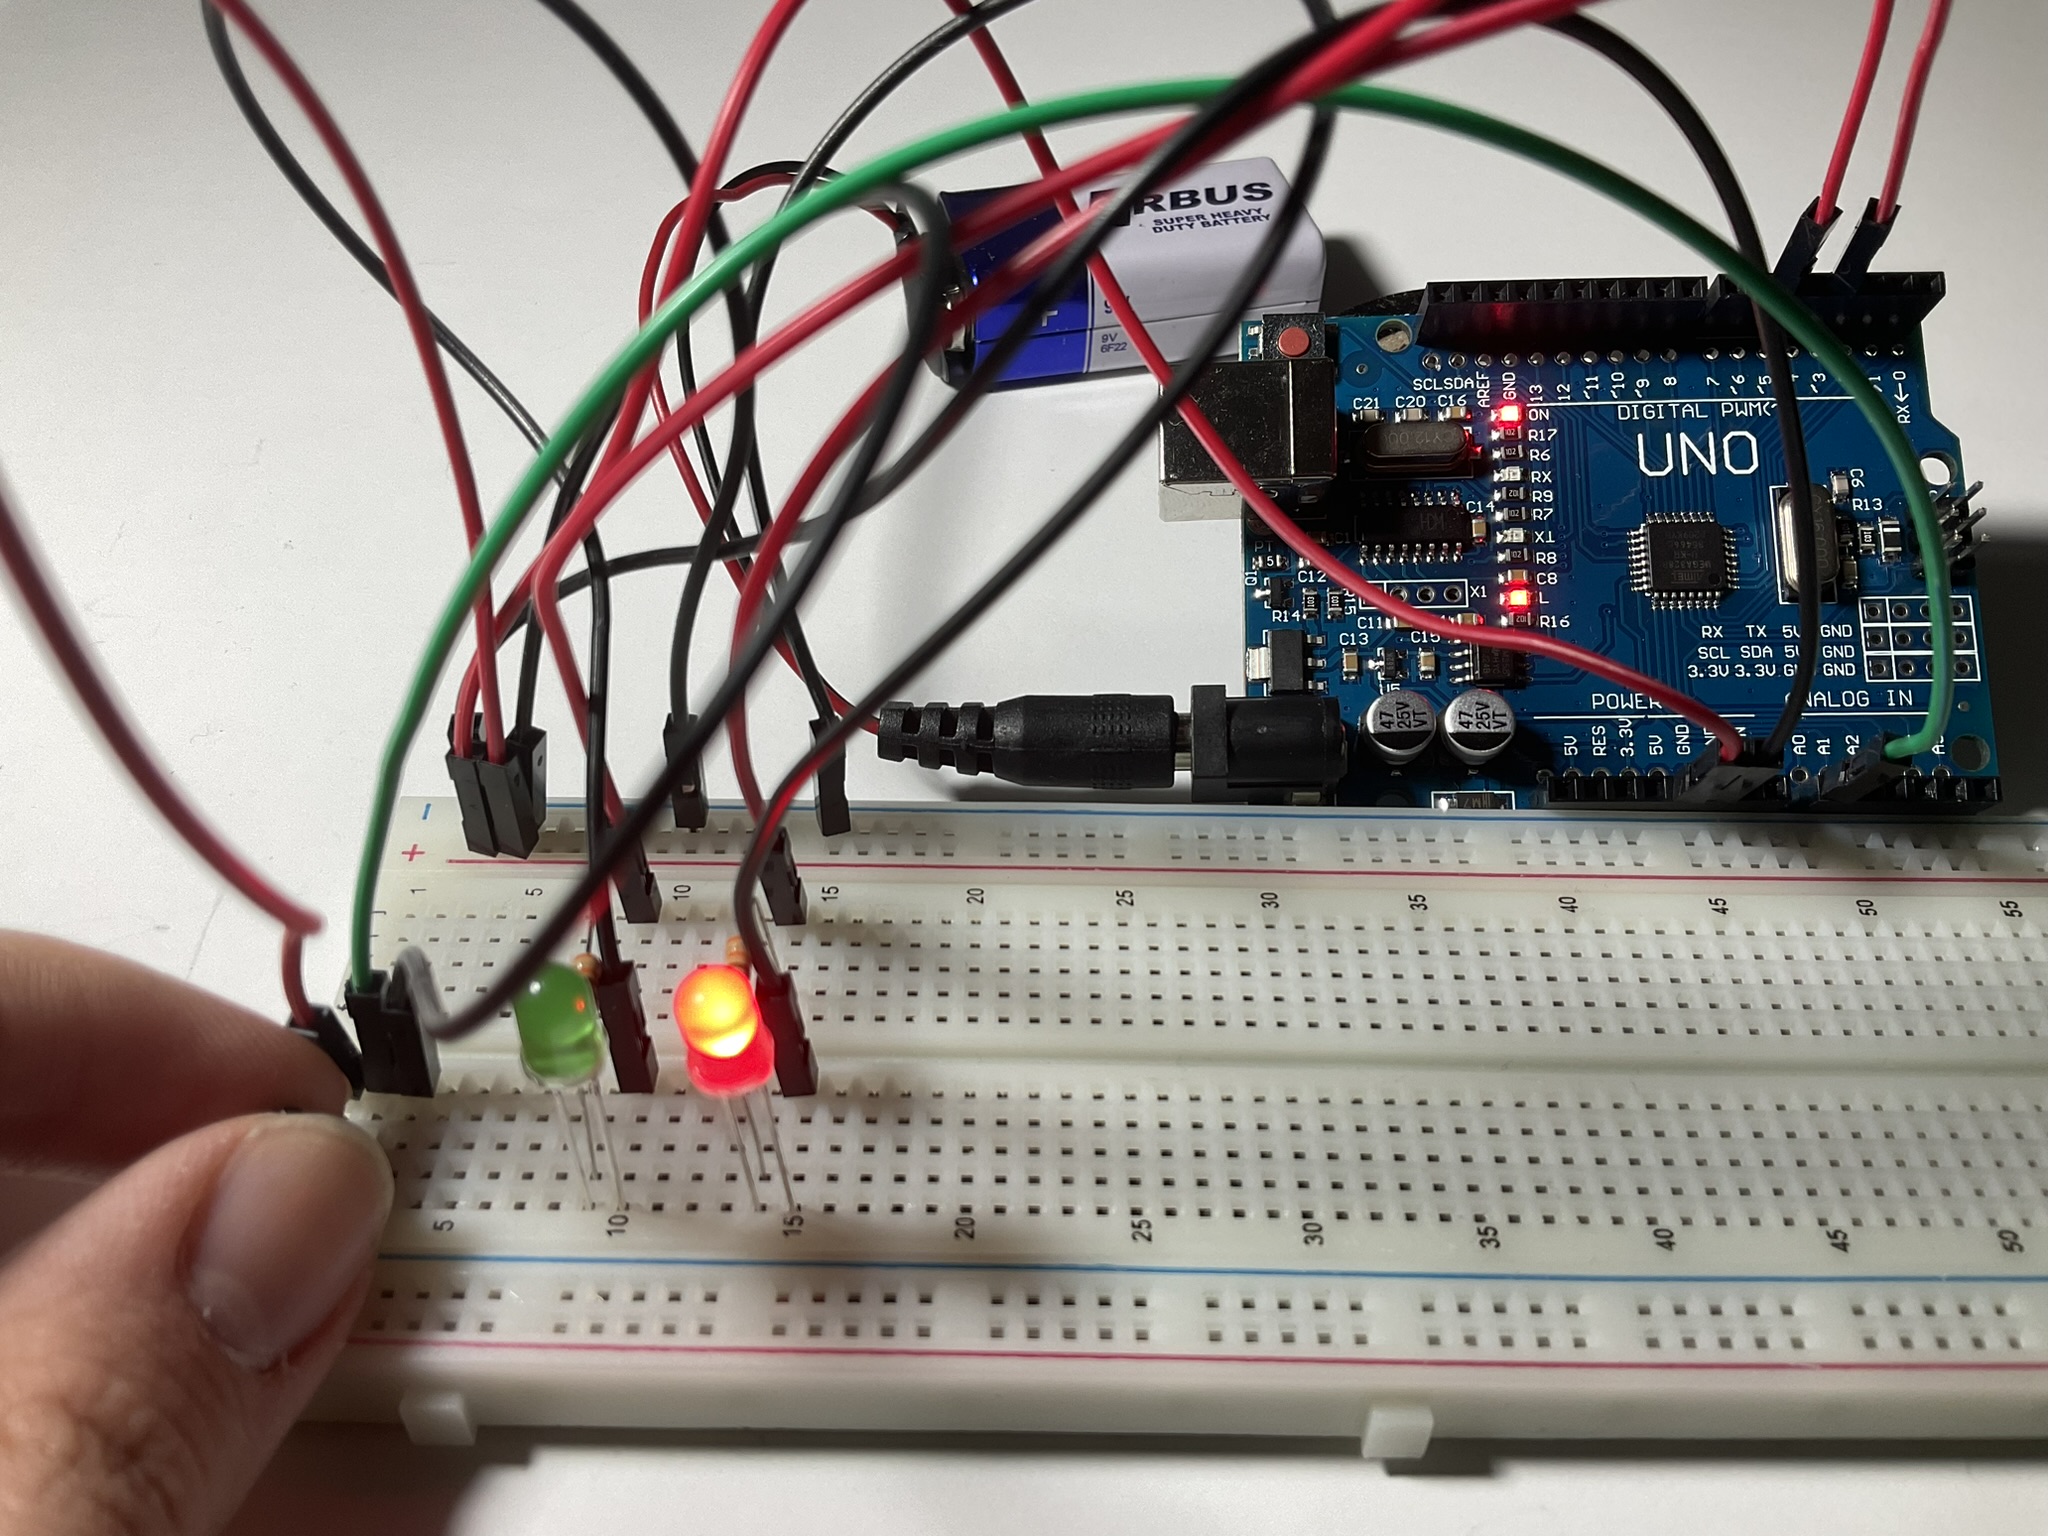 RBUS
SUPER HEAVY
DUTY BATTERY
+
9V
6F22
SCL SDA AREF GND 13 12 ~11 ~10 ~9 8 7 ~6 ~5 4 ~3 1 RX←0
DIGITAL PWM
UNO
C21 C20 C16
ON
R17
R6
RX
R9
R7
TX
R8
C8
L
R16
C14
C12
R14
R15
X1
C11
C13
C15
C9
R13
47
25V
VT
47
25V
VT
RX TX 5V GND
SCL SDA 5V GND
3.3V 3.3V GND
POWER
ANALOG IN
5V RES 3.3V 5V GND A0 A1 A2
-
+
1 5 10 15 20 25 30 35 40 45 50 55
5 10 15 20 25 30 35 40 45 50